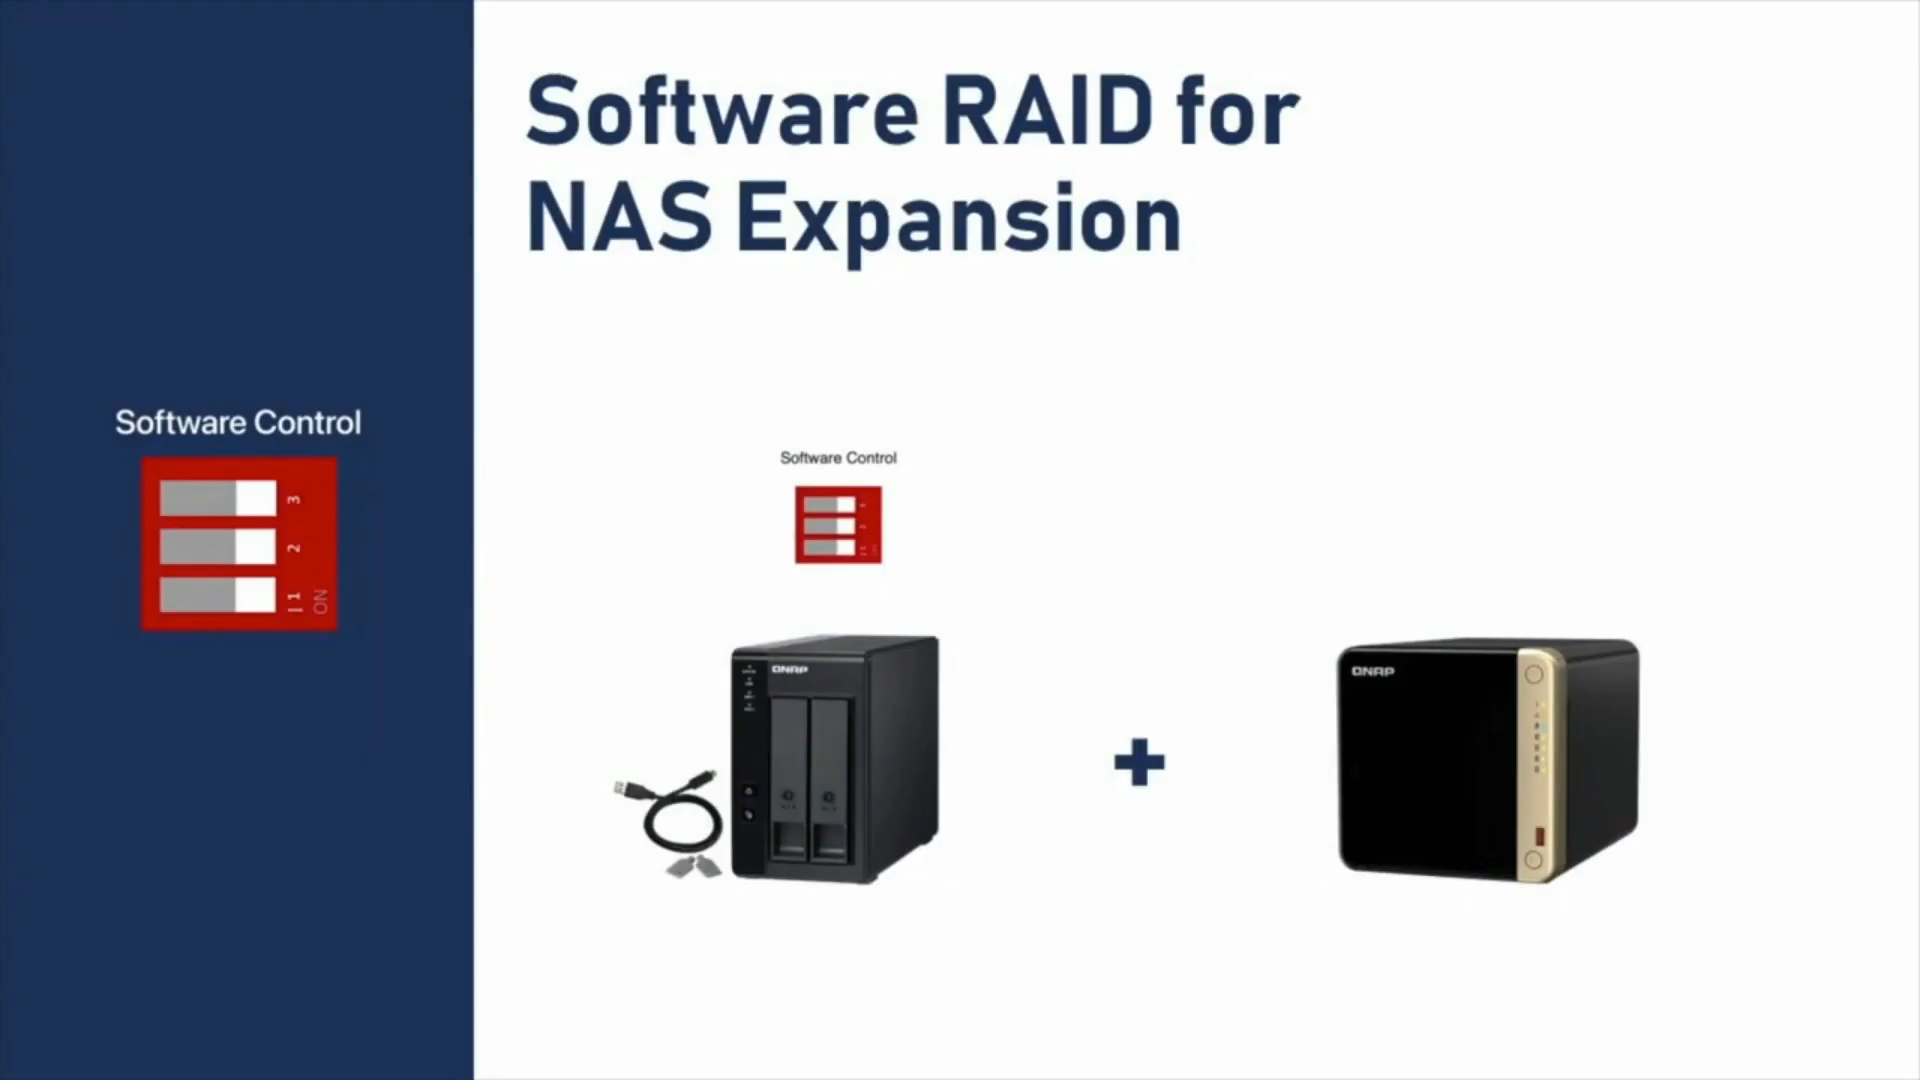 Software RAID for
NAS Expansion
Software Control
3
2
1
ON
Software Control
QNAP
QNAP